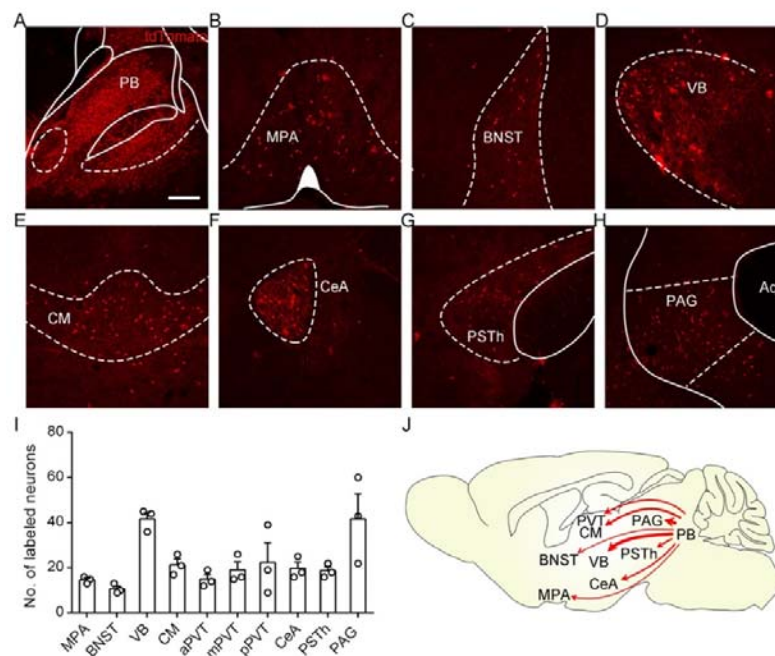 A
B
C
D
tdTomato
PB
MPA
BNST
VB
E
F
G
H
CM
CeA
PSTh
PAG
Aq
I
J
No. of labeled neurons
80
60
40
20
0
MPA
BNST
VB
CM
aPVT
mPVT
pPVT
CeA
PSTh
PAG
PVT
CM
PAG
PB
BNST
VB
PSTh
CeA
MPA